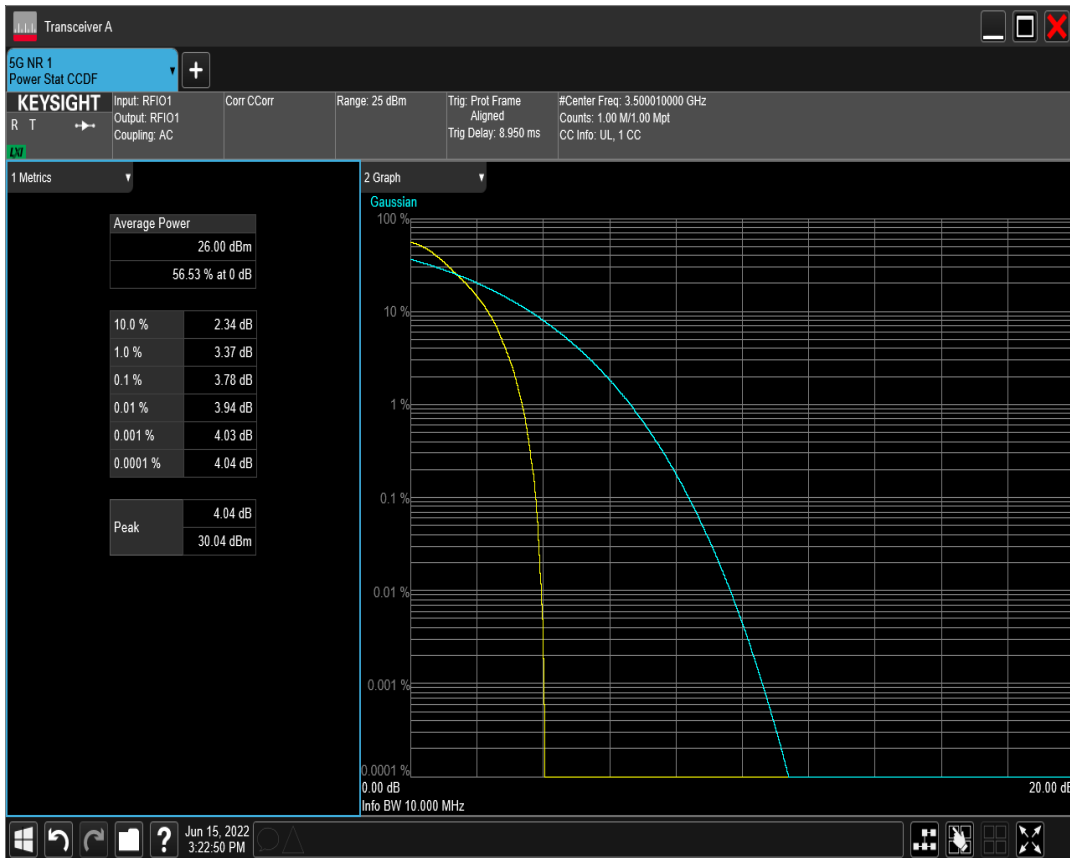 Transceiver A
5G NR 1
Power Stat CCDF
KEYSIGHT
R T
LXI
Input: RFIO1
Output: RFIO1
Coupling: AC
Corr CCorr
Range: 25 dBm
Trig: Prot Frame
Aligned
Trig Delay: 8.950 ms
#Center Freq: 3.500010000 GHz
Counts: 1.00 M/1.00 Mpt
CC Info: UL, 1 CC
1 Metrics
Average Power
26.00 dBm
56.53 % at 0 dB
10.0 % 2.34 dB
1.0 % 3.37 dB
0.1 % 3.78 dB
0.01 % 3.94 dB
0.001 % 4.03 dB
0.0001 % 4.04 dB
Peak
4.04 dB
30.04 dBm
2 Graph
Gaussian
100 %
10 %
1 %
0.1 %
0.01 %
0.001 %
0.0001 %
0.00 dB 20.00 dB
Info BW 10.000 MHz
?
Jun 15, 2022
3:22:50 PM